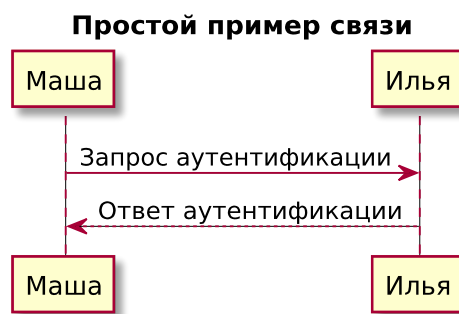 Простой пример связи
Маша Илья
Запрос аутентификации
Ответ аутентификации
Маша Илья